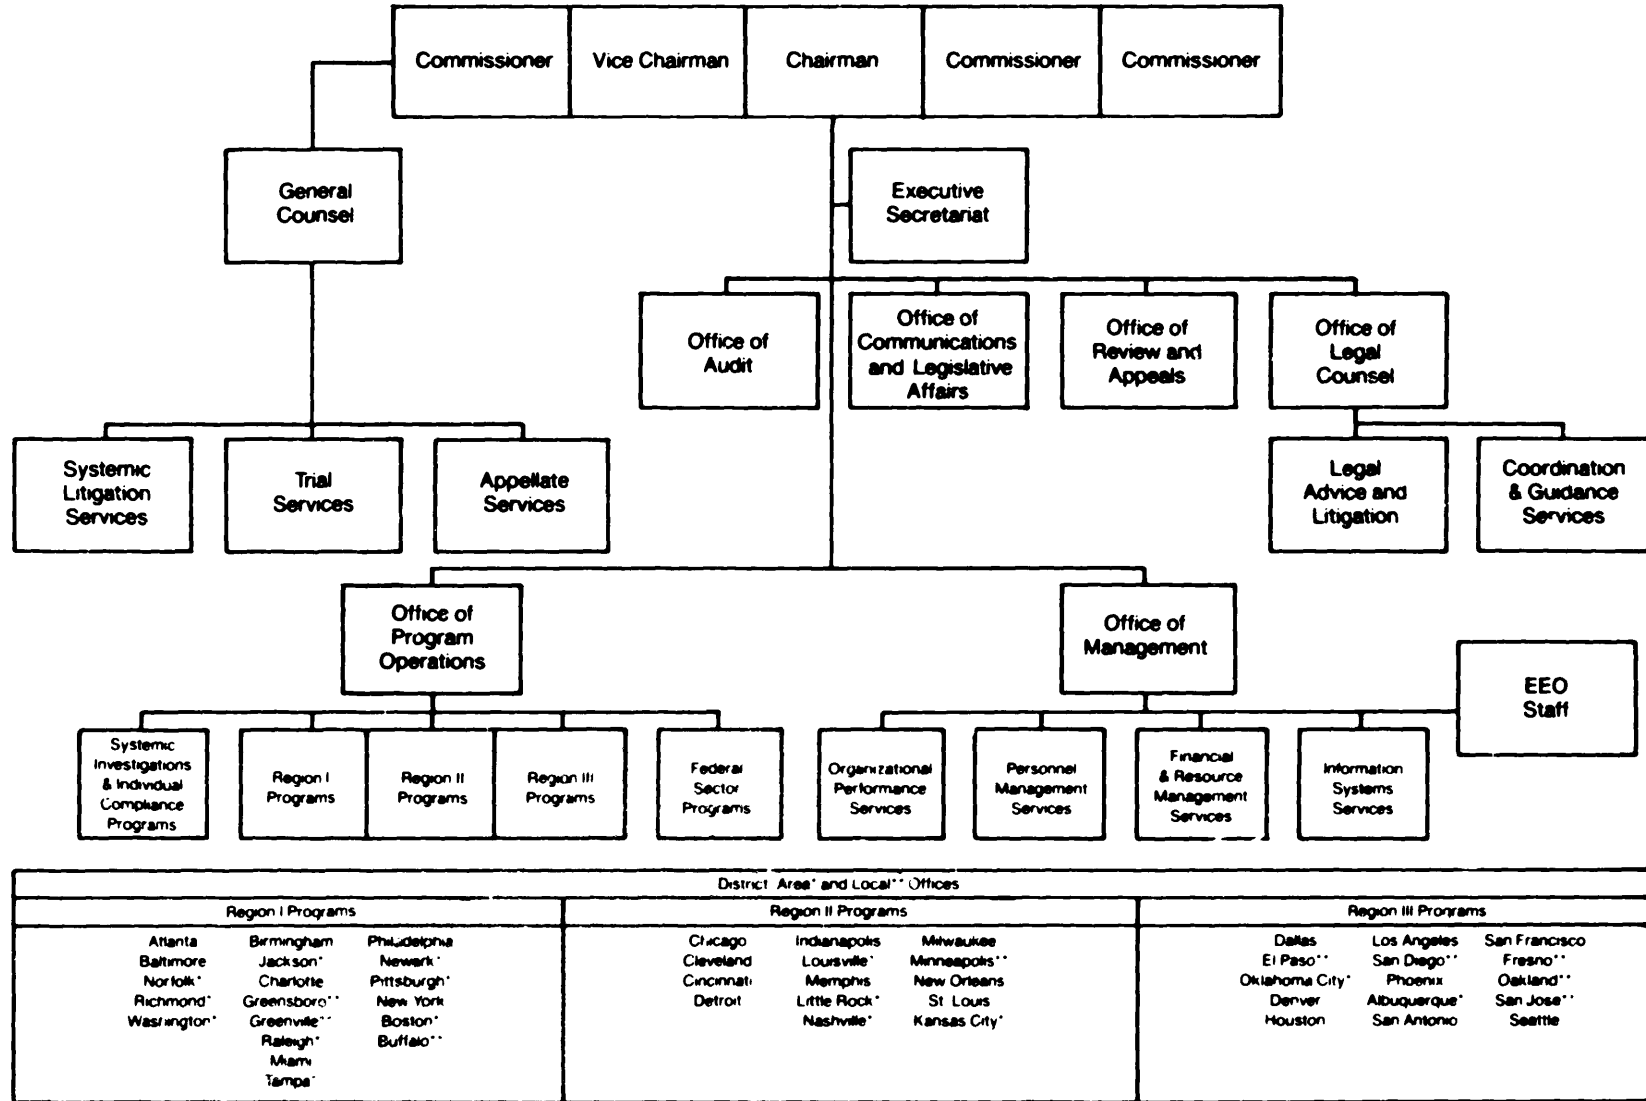 Commissioner
Vice Chairman
Chairman
Commissioner
Commissioner
General
Counsel
Executive
Secretariat
Office of
Audit
Office of
Communications
and Legislative
Affairs
Office of
Review and
Appeals
Office of
Legal
Counsel
Systemic
Litigation
Services
Trial
Services
Appellate
Services
Legal
Advice and
Litigation
Coordination
& Guidance
Services
Office of
Program
Operations
Office of
Management
EEO
Staff
Systemic
Investigations
& Individual
Compliance
Programs
Region I
Programs
Region II
Programs
Region III
Programs
Federal
Sector
Programs
Organizational
Performance
Services
Personnel
Management
Services
Financial
& Resource
Management
Services
Information
Systems
Services
District Area* and Local** Offices
Region I Programs
Atlanta
Baltimore
Norfolk*
Richmond*
Washington*
Birmingham
Jackson*
Charlotte
Greensboro**
Greenville**
Raleigh*
Miami
Tampa*
Philadelphia
Newark*
Pittsburgh*
New York
Boston*
Buffalo**
Region II Programs
Chicago
Cleveland
Cincinnati
Detroit
Indianapolis
Louisville*
Memphis
Little Rock*
Nashville*
Milwaukee
Minneapolis**
New Orleans
St Louis
Kansas City*
Region III Programs
Dallas
El Paso**
Oklahoma City*
Denver
Houston
Los Angeles
San Diego**
Phoenix
Albuquerque*
San Antonio
San Francisco
Fresno**
Oakland**
San Jose**
Seattle